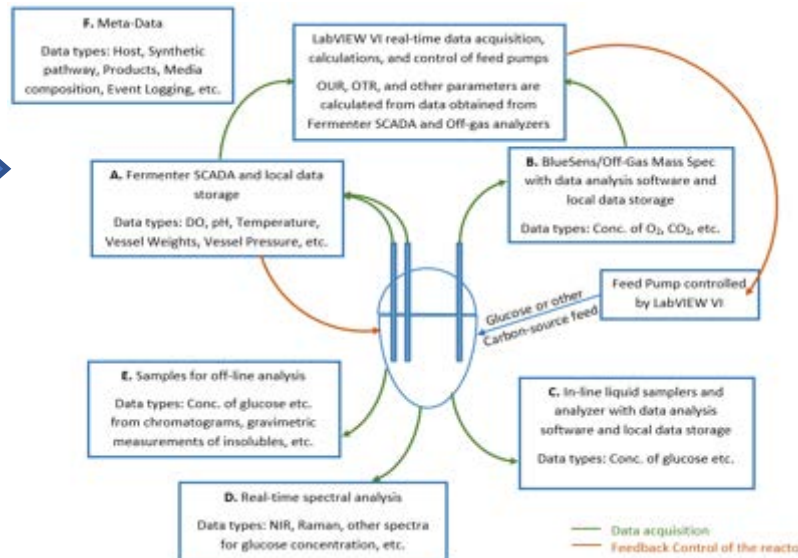 F. Meta-Data
Data types: Host, Synthetic
pathway, Products, Media
composition, Event Logging, etc.
LabVIEW VI real-time data acquisition,
calculations, and control of feed pumps
OUR, OTR, and other parameters are
calculated from data obtained from
Fermenter SCADA and Off-gas analyzers
A. Fermenter SCADA and local data
storage
Data types: DO, pH, Temperature,
Vessel Weights, Vessel Pressure, etc.
B. BlueSens/Off-Gas Mass Spec
with data analysis software and
local data storage
Data types: Conc. of O₂, CO₂, etc.
Feed Pump controlled
by LabVIEW VI
Glucose or other
Carbon-source feed
E. Samples for off-line analysis
Data types: Conc. of glucose etc.
from chromatograms, gravimetric
measurements of insolubles, etc.
C. In-line liquid samplers and
analyzer with data analysis
software and local data storage
Data types: Conc. of glucose etc.
D. Real-time spectral analysis
Data types: NIR, Raman, other spectra
for glucose concentration, etc.
Data acquisition
Feedback Control of the reacto